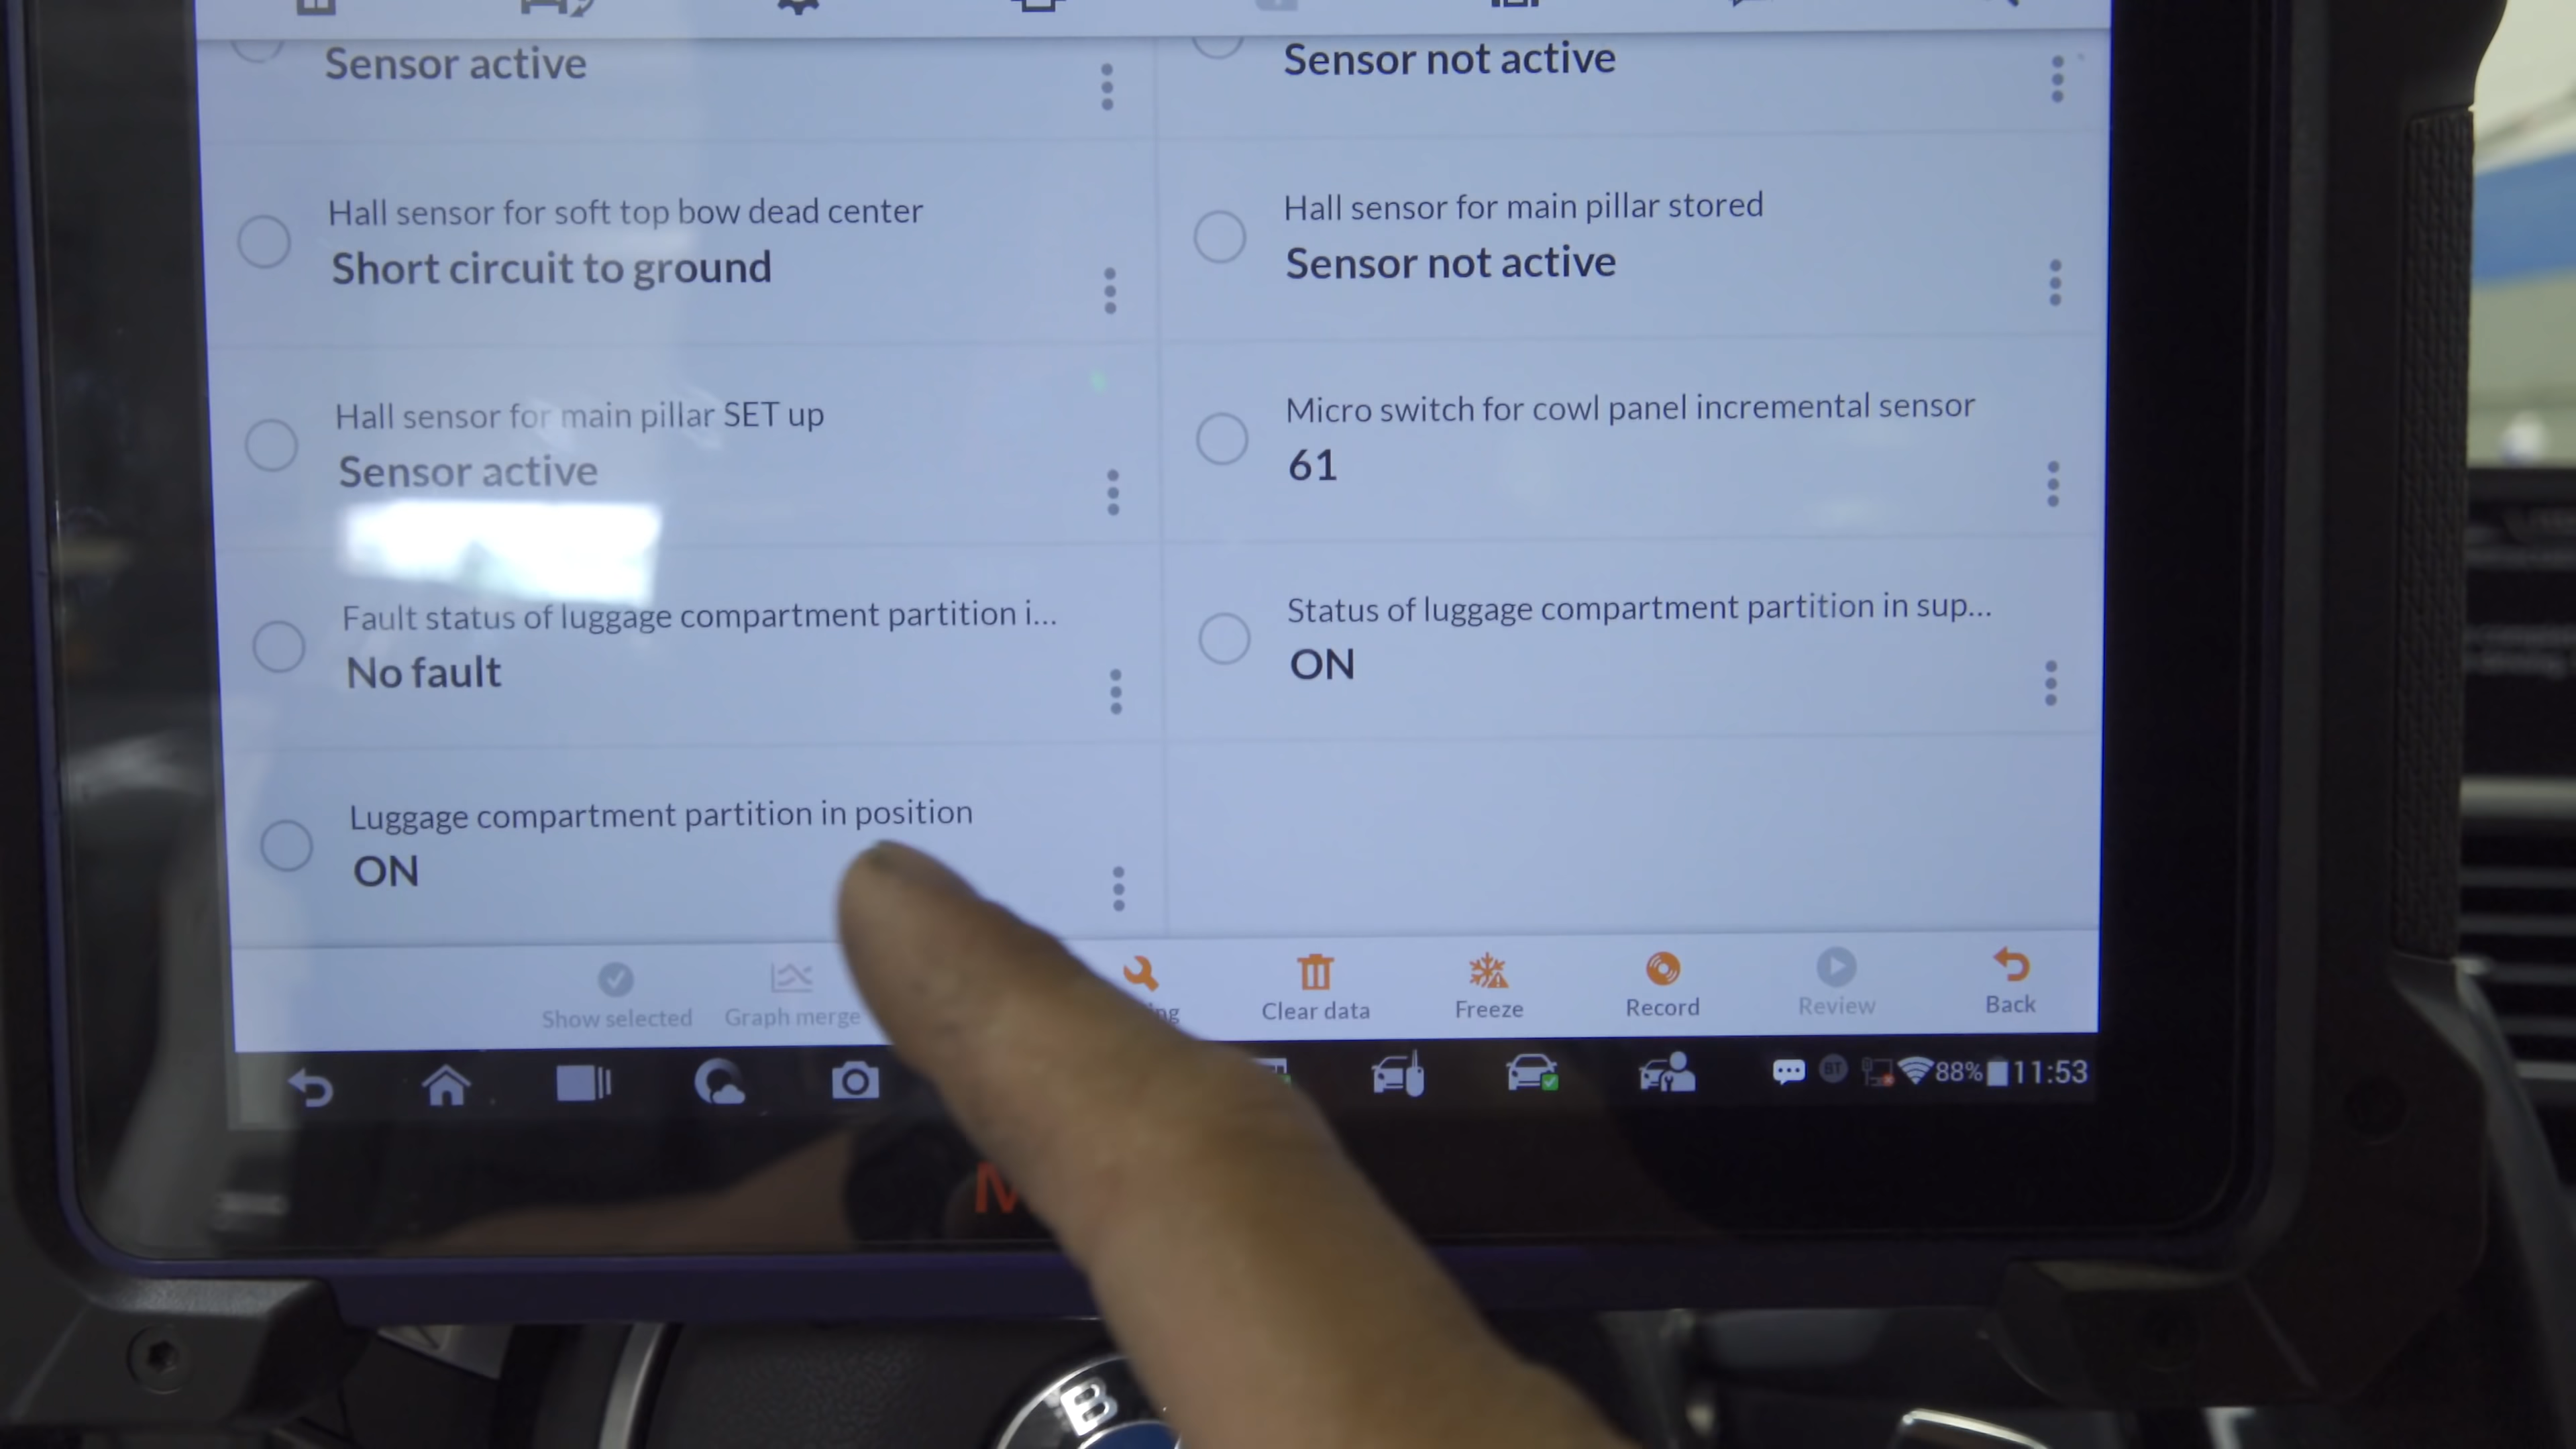 Sensor active
Sensor not active
Hall sensor for soft top bow dead center
Short circuit to ground
Hall sensor for main pillar stored
Sensor not active
Hall sensor for main pillar SET up
Sensor active
Micro switch for cowl panel incremental sensor
61
Fault status of luggage compartment partition i...
No fault
Status of luggage compartment partition in sup...
ON
Luggage compartment partition in position
ON
Show selected
Graph merge
Clear data
Freeze
Record
Review
Back
BT
88%
11:53
M
B